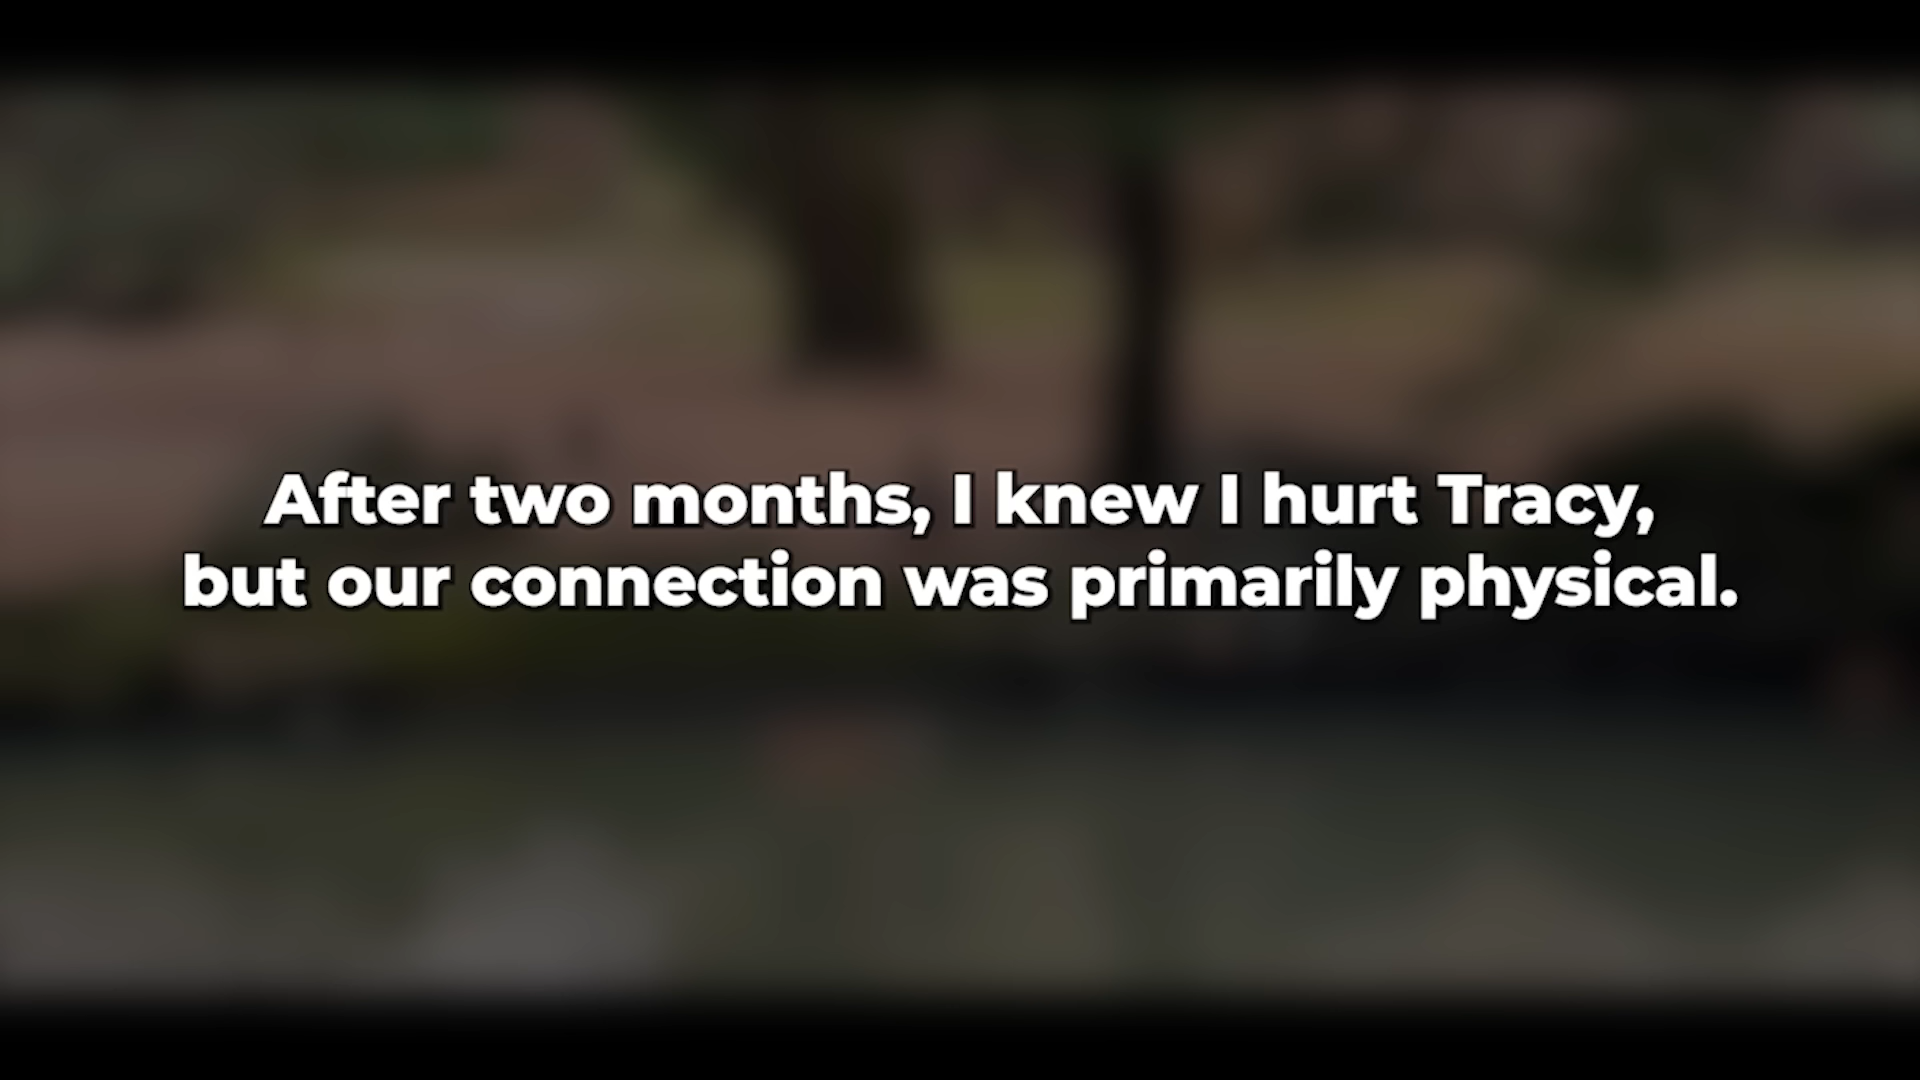 After two months, I knew I hurt Tracy,
but our connection was primarily physical.